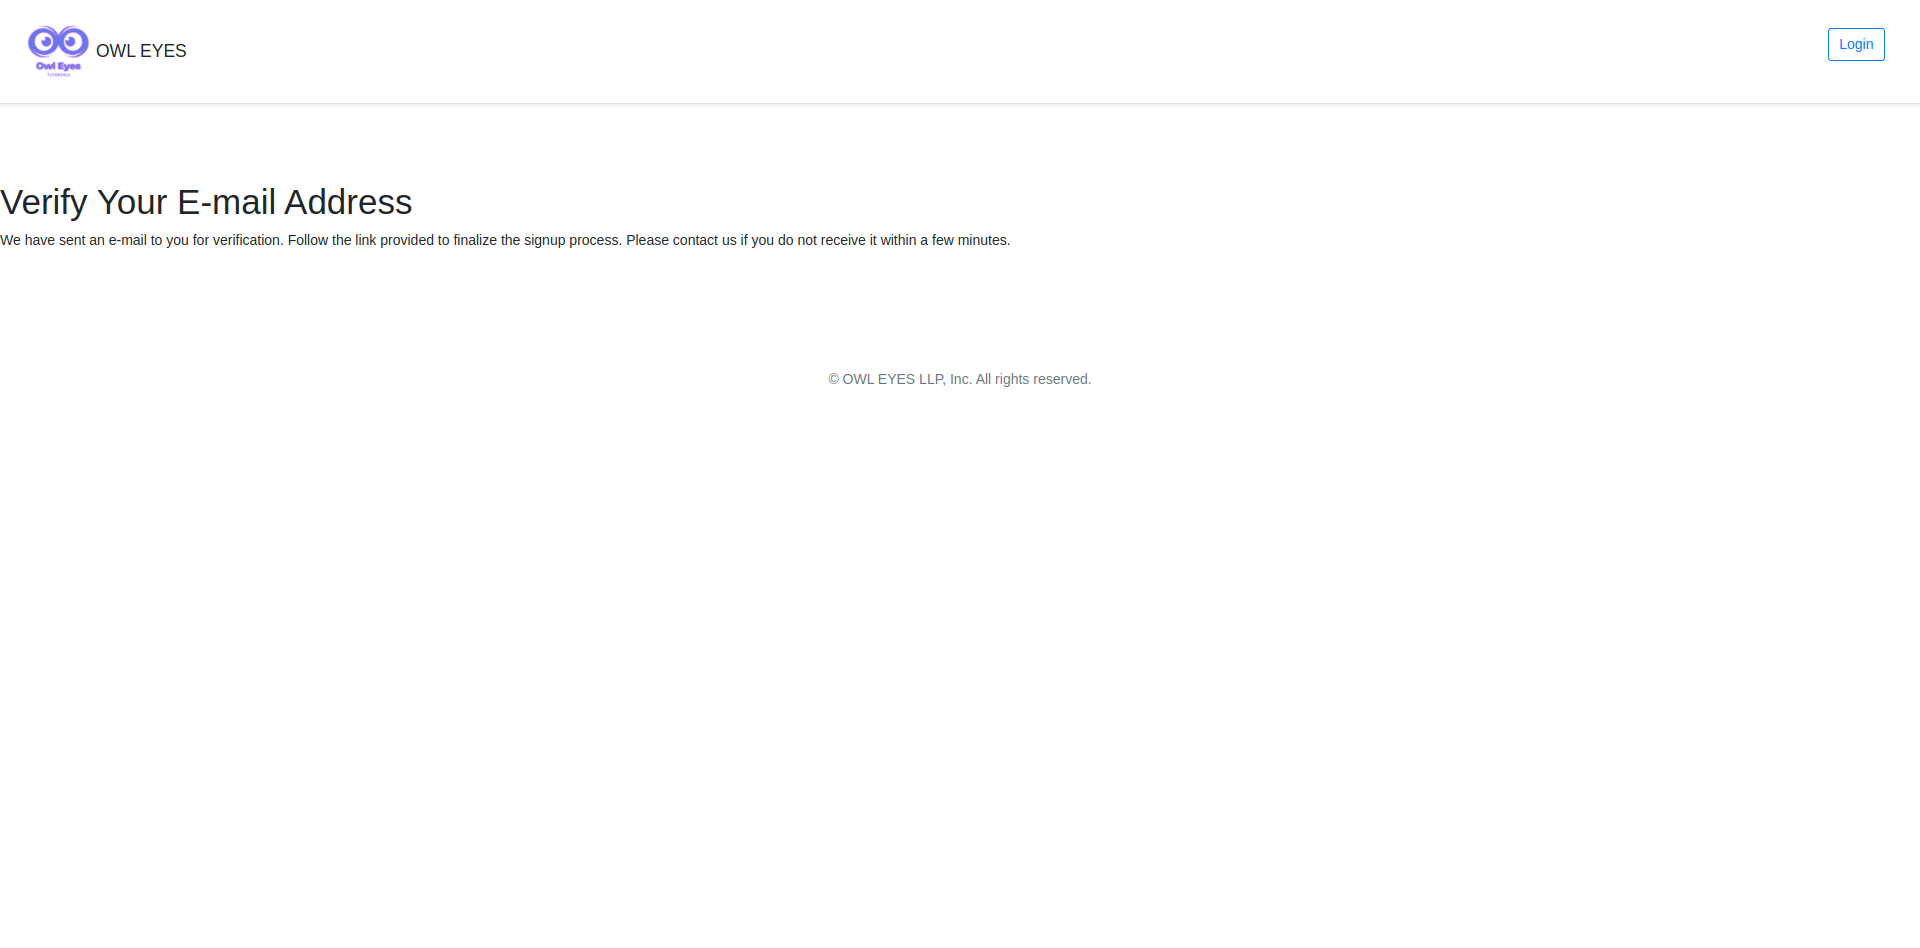 Owl Eyes
OWL EYES
Login
Verify Your E-mail Address
We have sent an e-mail to you for verification. Follow the link provided to finalize the signup process. Please contact us if you do not receive it within a few minutes.
© OWL EYES LLP, Inc. All rights reserved.